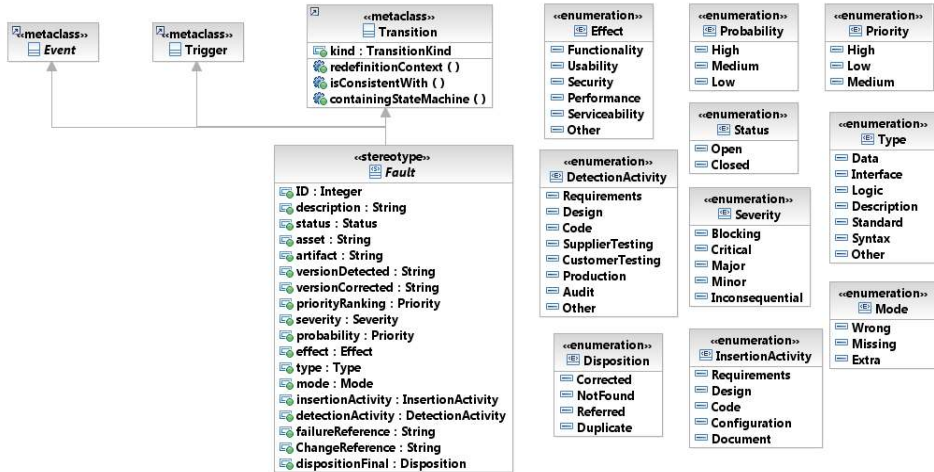 «metaclass»
Event
«metaclass»
Trigger
«metaclass»
Transition
kind : TransitionKind
redefinitionContext ( )
isConsistentWith ( )
containingStateMachine ( )
«stereotype»
Fault
ID : Integer
description : String
status : Status
asset : String
artifact : String
versionDetected : String
versionCorrected : String
priorityRanking : Priority
severity : Severity
probability : Priority
effect : Effect
type : Type
mode : Mode
insertionActivity : InsertionActivity
detectionActivity : DetectionActivity
failureReference : String
ChangeReference : String
dispositionFinal : Disposition
«enumeration»
Effect
Functionality
Usability
Security
Performance
Serviceability
Other
«enumeration»
Probability
High
Medium
Low
«enumeration»
Priority
High
Low
Medium
«enumeration»
Status
Open
Closed
«enumeration»
Type
Data
Interface
Logic
Description
Standard
Syntax
Other
«enumeration»
DetectionActivity
Requirements
Design
Code
SupplierTesting
CustomerTesting
Production
Audit
Other
«enumeration»
Severity
Blocking
Critical
Major
Minor
Inconsequential
«enumeration»
Mode
Wrong
Missing
Extra
«enumeration»
Disposition
Corrected
NotFound
Referred
Duplicate
«enumeration»
InsertionActivity
Requirements
Design
Code
Configuration
Document